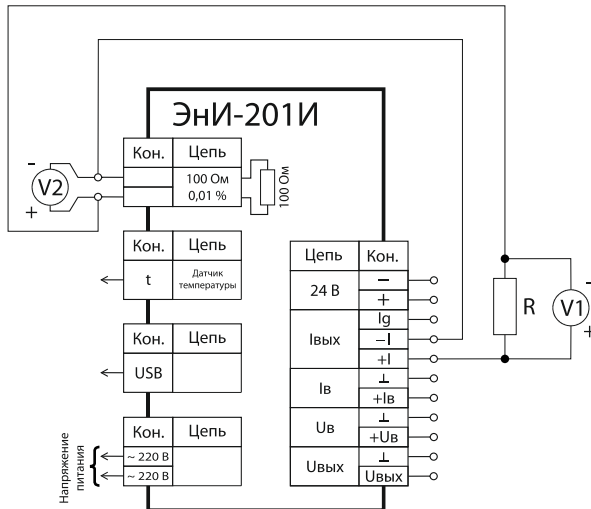 ЭнИ-201И
Кон. Цепь
100 Ом
0,01 %
100 Ом
-
V2
+
Кон. Цепь
t Датчик температуры
Кон. Цепь
USB
Кон. Цепь
~ 220 В
~ 220 В
Напряжение питания
Цепь Кон.
24 В
−
+
Iвых
Ig
−I
+I
Iв
⊥
+Iв
Uв
⊥
+Uв
Uвых
⊥
Uвых
R
-
V1
+